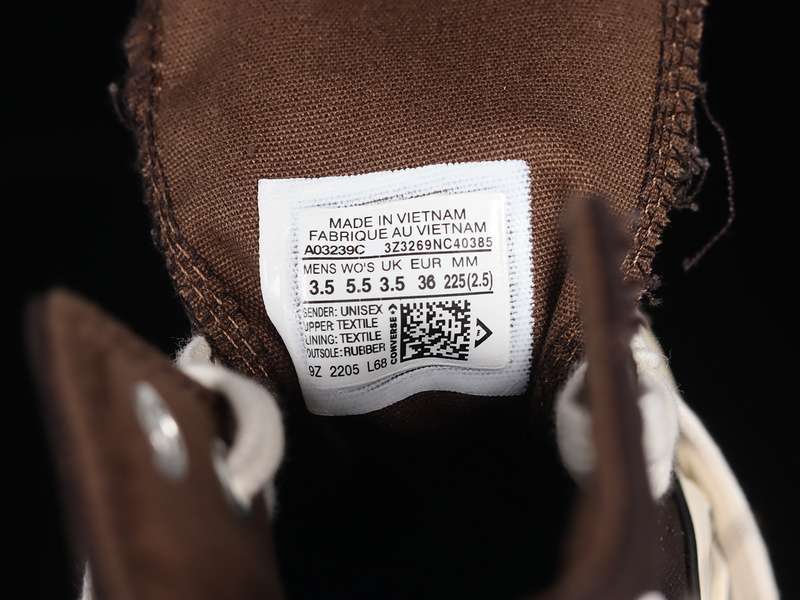 MADE IN VIETNAM
FABRIQUE AU VIETNAM
A03239C 3Z3269NC40385
MENS WO'S UK EUR MM
3.5 5.5 3.5 36 225(2.5)
GENDER: UNISEX
UPPER: TEXTILE
LINING: TEXTILE
OUTSOLE: RUBBER
9Z 2205 L68
CONVERSE